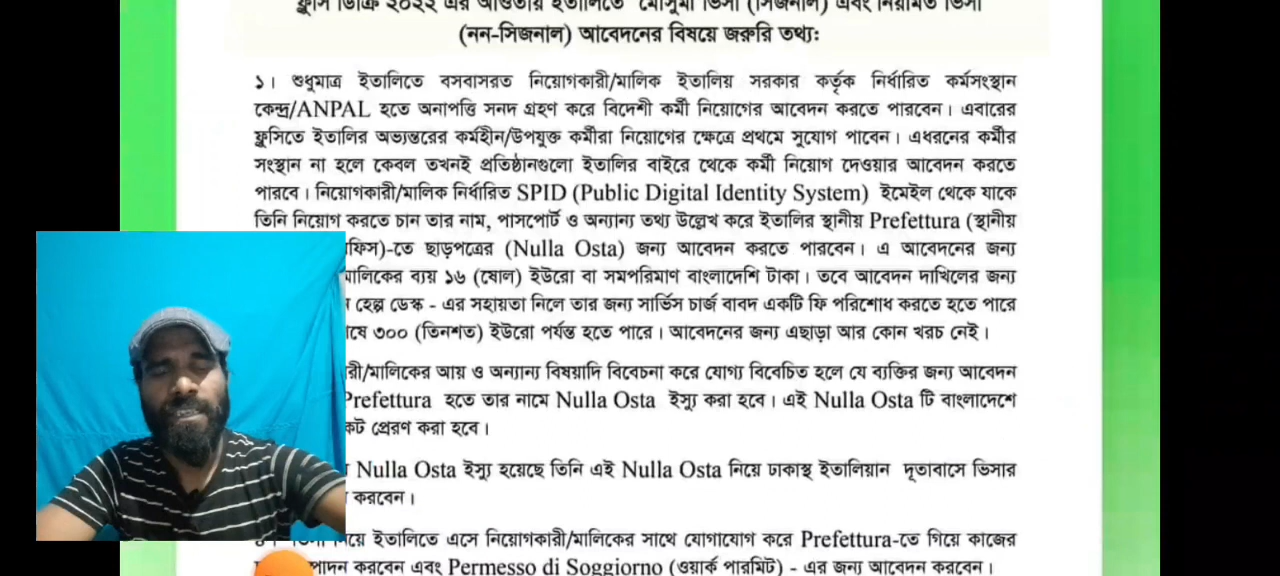 ফ্লুসি ডিক্রি ২০২২ এর আওতায় ইতালিতে মৌসুমী ভিসা (সিজনাল) এবং নিয়মিত ভিসা
(নন-সিজনাল) আবেদনের বিষয়ে জরুরি তথ্য:
১। শুধুমাত্র ইতালিতে বসবাসরত নিয়োগকারী/মালিক ইতালিয় সরকার কর্তৃক নির্ধারিত কর্মসংস্থান
কেন্দ্র/ANPAL হতে অনাপত্তি সনদ গ্রহণ করে বিদেশী কর্মী নিয়োগের আবেদন করতে পারবেন। এবারের
ফ্লুসিতে ইতালির অভ্যন্তরের কর্মহীন/উপযুক্ত কর্মীরা নিয়োগের ক্ষেত্রে প্রথমে সুযোগ পাবেন। এধরনের কর্মীর
সংস্থান না হলে কেবল তখনই প্রতিষ্ঠানগুলো ইতালির বাইরে থেকে কর্মী নিয়োগ দেওয়ার আবেদন করতে
পারবে। নিয়োগকারী/মালিক নির্ধারিত SPID (Public Digital Identity System) ইমেইল থেকে যাকে
তিনি নিয়োগ করতে চান তার নাম, পাসপোর্ট ও অন্যান্য তথ্য উল্লেখ করে ইতালির স্থানীয় Prefettura (স্থানীয়
ফিস)-তে ছাড়পত্রের (Nulla Osta) জন্য আবেদন করতে পারবেন। এ আবেদনের জন্য
মালিকের ব্যয় ১৬ (ষোল) ইউরো বা সমপরিমাণ বাংলাদেশি টাকা। তবে আবেদন দাখিলের জন্য
হেল্প ডেস্ক - এর সহায়তা নিলে তার জন্য সার্ভিস চার্জ বাবদ একটি ফি পরিশোধ করতে হতে পারে
ষে ৩০০ (তিনশত) ইউরো পর্যন্ত হতে পারে। আবেদনের জন্য এছাড়া আর কোন খরচ নেই।
রী/মালিকের আয় ও অন্যান্য বিষয়াদি বিবেচনা করে যোগ্য বিবেচিত হলে যে ব্যক্তির জন্য আবেদন
Prefettura হতে তার নামে Nulla Osta ইস্যু করা হবে। এই Nulla Osta টি বাংলাদেশে
কট প্রেরণ করা হবে।
Nulla Osta ইস্যু হয়েছে তিনি এই Nulla Osta নিয়ে ঢাকাস্থ ইতালিয়ান দূতাবাসে ভিসার
করবেন।
নিয়ে ইতালিতে এসে নিয়োগকারী/মালিকের সাথে যোগাযোগ করে Prefettura-তে গিয়ে কাজের
পাদন করবেন এবং Permesso di Soggiorno (ওয়ার্ক পারমিট) - এর জন্য আবেদন করবেন।